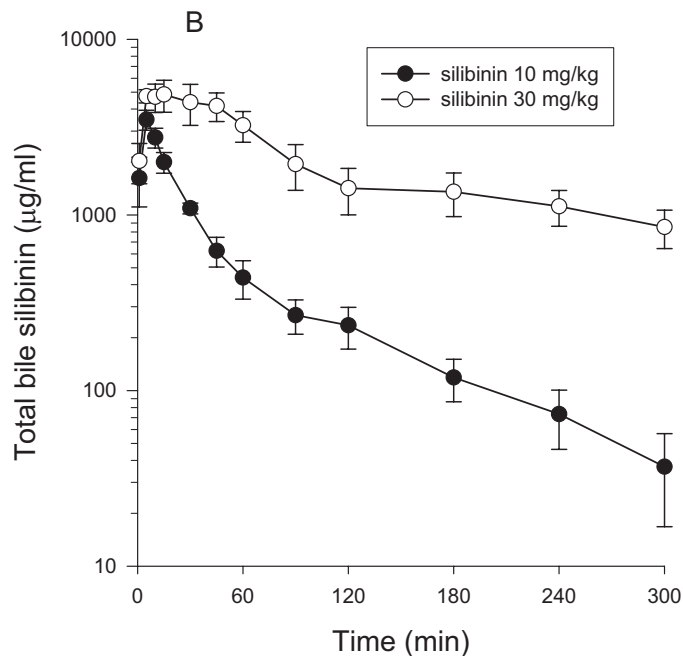 B
silibinin 10 mg/kg
silibinin 30 mg/kg
Total bile silibinin (μg/ml)
10000
1000
100
10
0 60 120 180 240 300
Time (min)